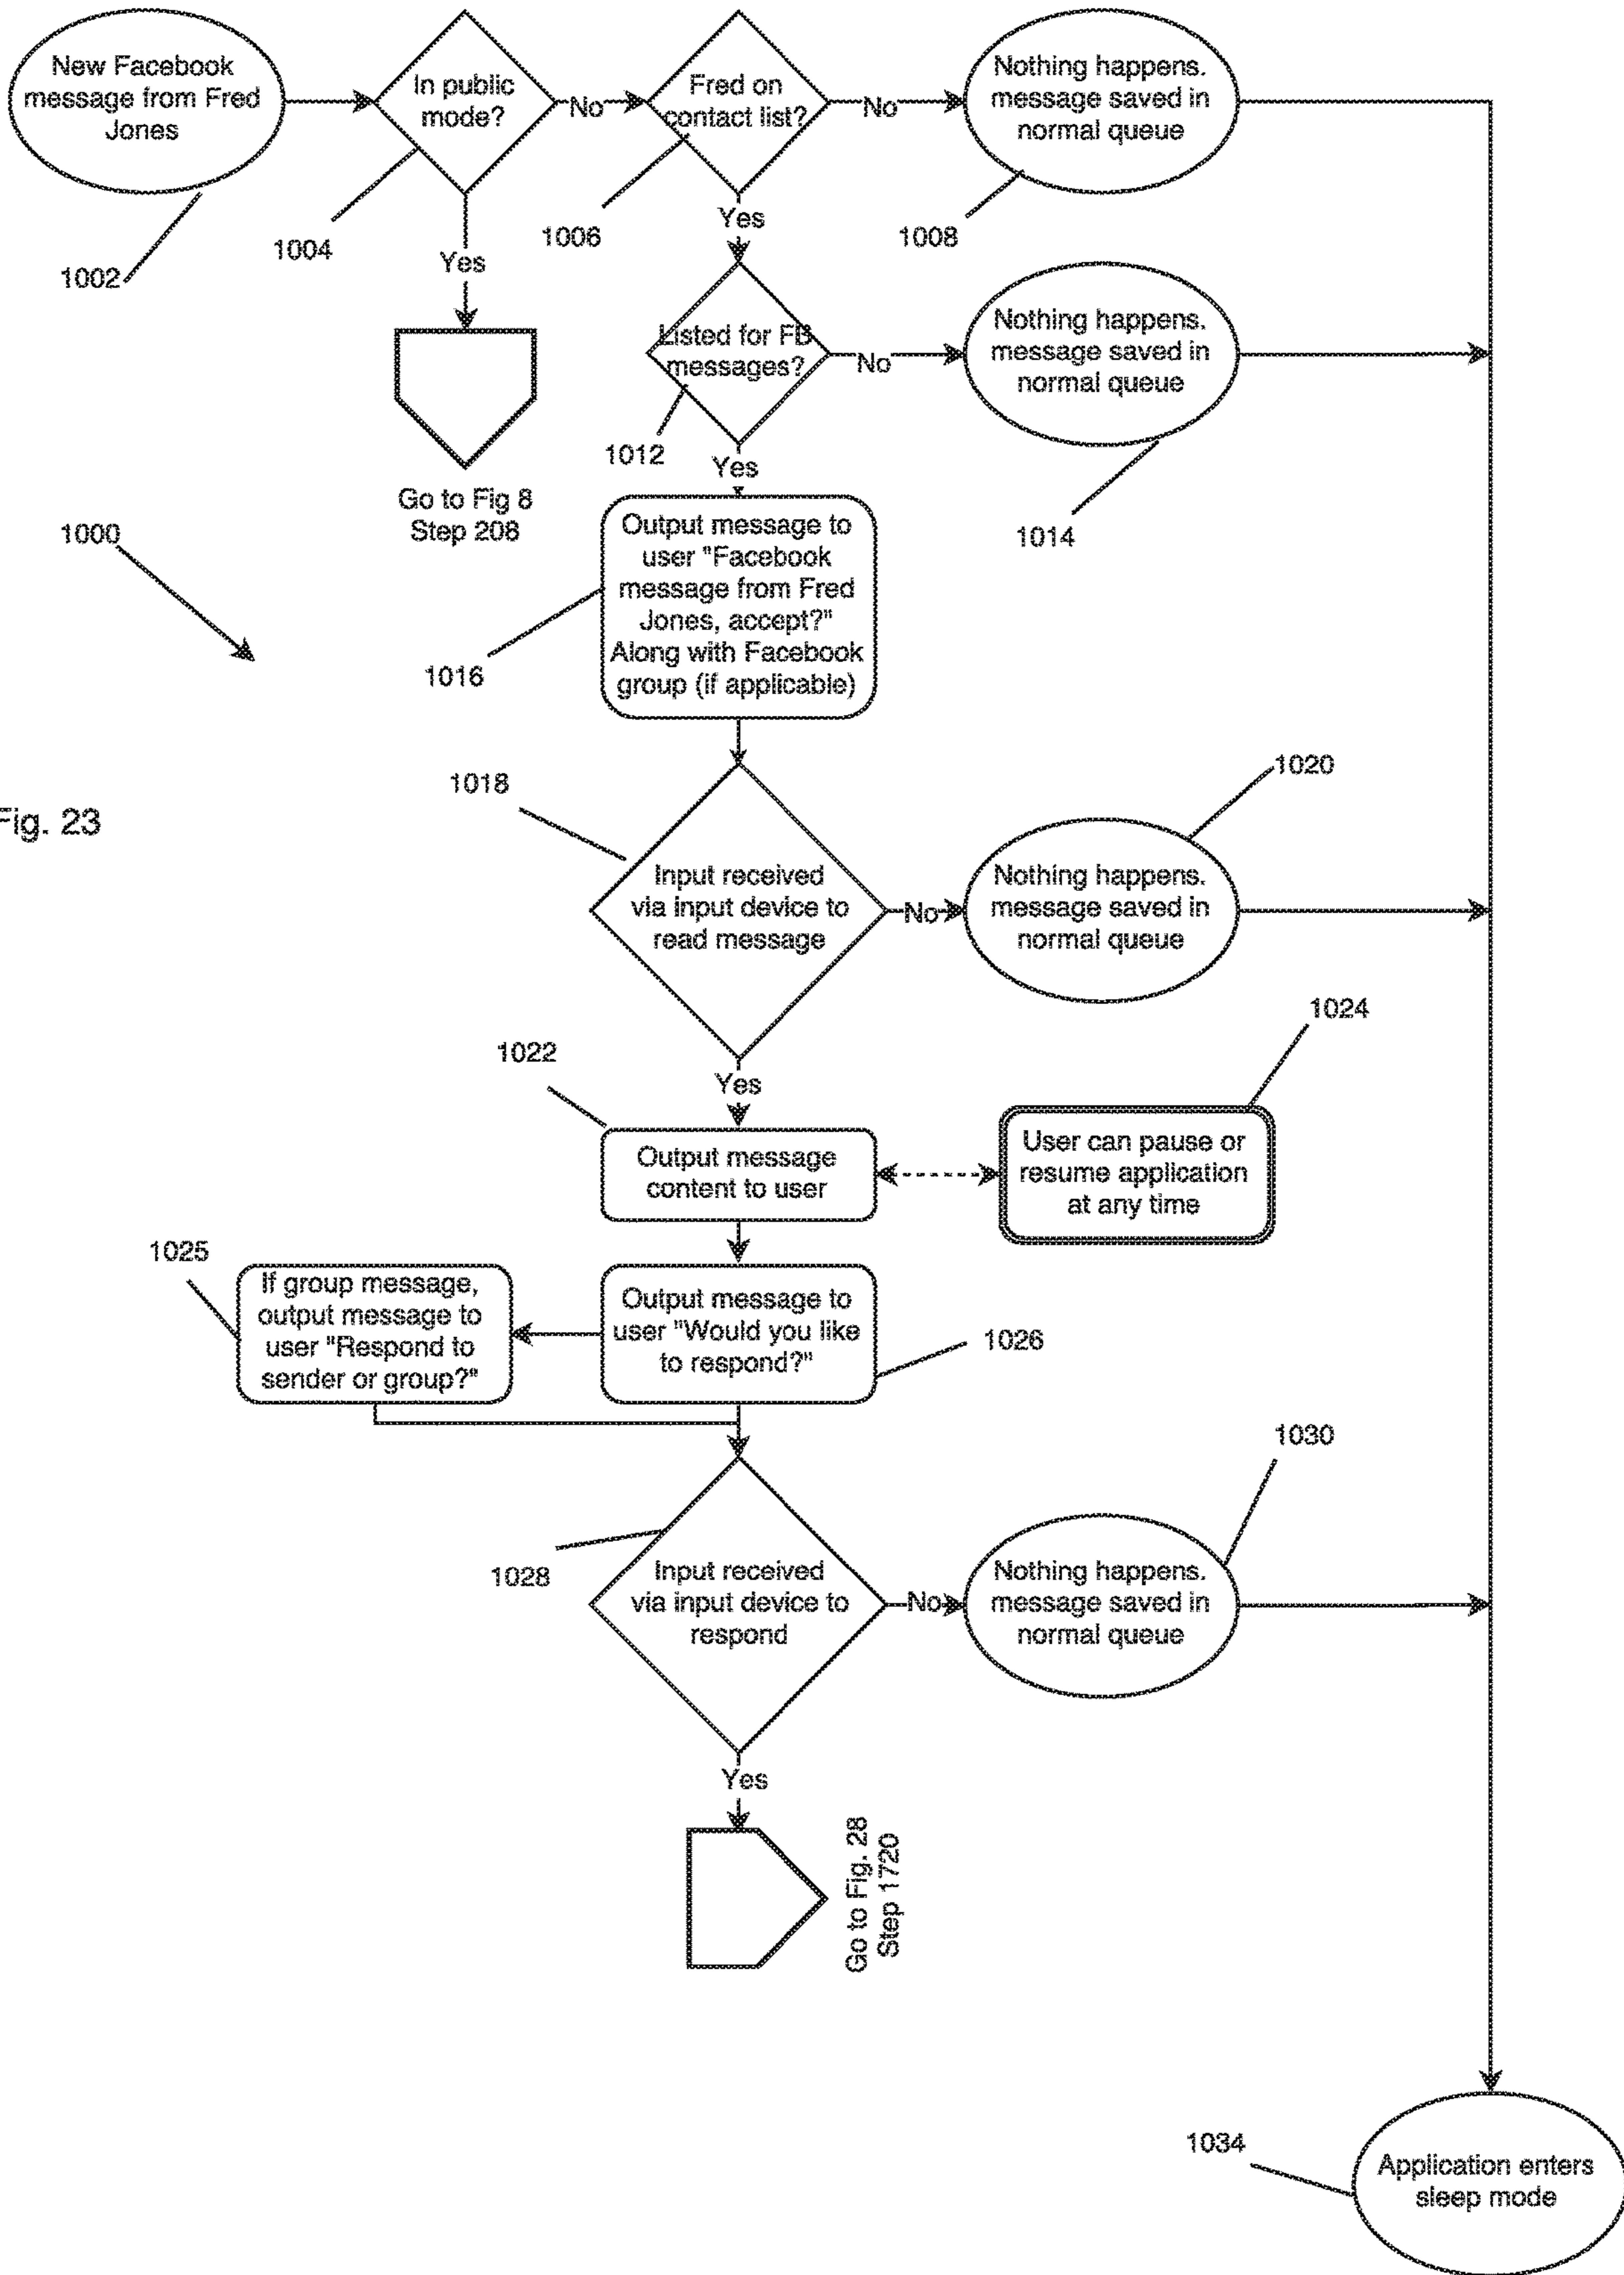 New Facebook
message from Fred
Jones
In public
mode?
No
Fred on
contact list?
No
Nothing happens.
message saved in
normal queue
1002
1004
Yes
1006
Yes
1008
Go to Fig 8
Step 208
Listed for FB
messages?
No
Nothing happens.
message saved in
normal queue
1012
Yes
1014
1000
Output message to
user "Facebook
message from Fred
Jones, accept?"
Along with Facebook
group (if applicable)
1016
Fig. 23
1018
Input received
via input device to
read message
No
Nothing happens.
message saved in
normal queue
1020
Yes
1022
Output message
content to user
1024
User can pause or
resume application
at any time
1025
If group message,
output message to
user "Respond to
sender or group?"
Output message to
user "Would you like
to respond?"
1026
1028
Input received
via input device to
respond
No
Nothing happens.
message saved in
normal queue
1030
Yes
Go to Fig. 28
Step 1720
1034
Application enters
sleep mode